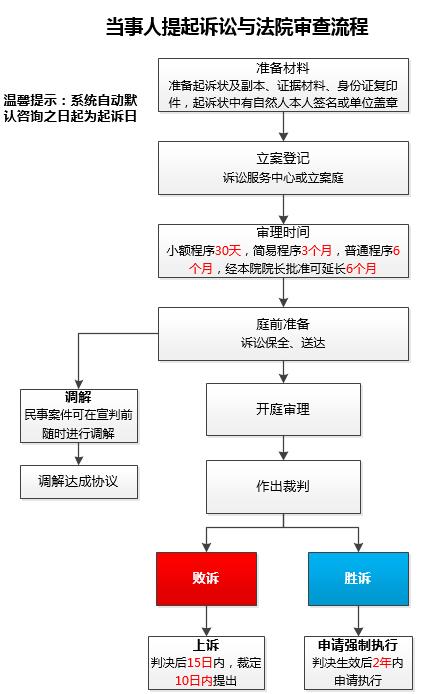 当事人提起诉讼与法院审查流程
温馨提示：系统自动默
认咨询之日起为起诉日
准备材料
准备起诉状及副本、证据材料、身份证复印
件，起诉状中有自然人本人签名或单位盖章
立案登记
诉讼服务中心或立案庭
审理时间
小额程序30天，简易程序3个月，普通程序6
个月，经本院院长批准可延长6个月
庭前准备
诉讼保全、送达
调解
民事案件可在宣判前
随时进行调解
开庭审理
调解达成协议
作出裁判
败诉
胜诉
上诉
判决后15日内，裁定
10日内提出
申请强制执行
判决生效后2年内
申请执行